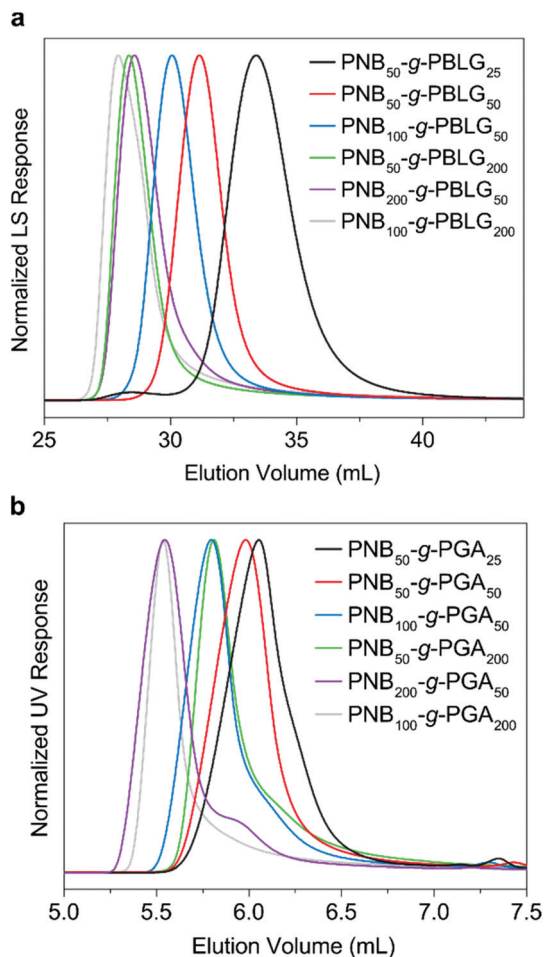 a
Normalized LS Response
PNB50-g-PBLG25
PNB50-g-PBLG50
PNB100-g-PBLG50
PNB50-g-PBLG200
PNB200-g-PBLG50
PNB100-g-PBLG200
25 30 35 40
Elution Volume (mL)
b
Normalized UV Response
PNB50-g-PGA25
PNB50-g-PGA50
PNB100-g-PGA50
PNB50-g-PGA200
PNB200-g-PGA50
PNB100-g-PGA200
5.0 5.5 6.0 6.5 7.0 7.5
Elution Volume (mL)